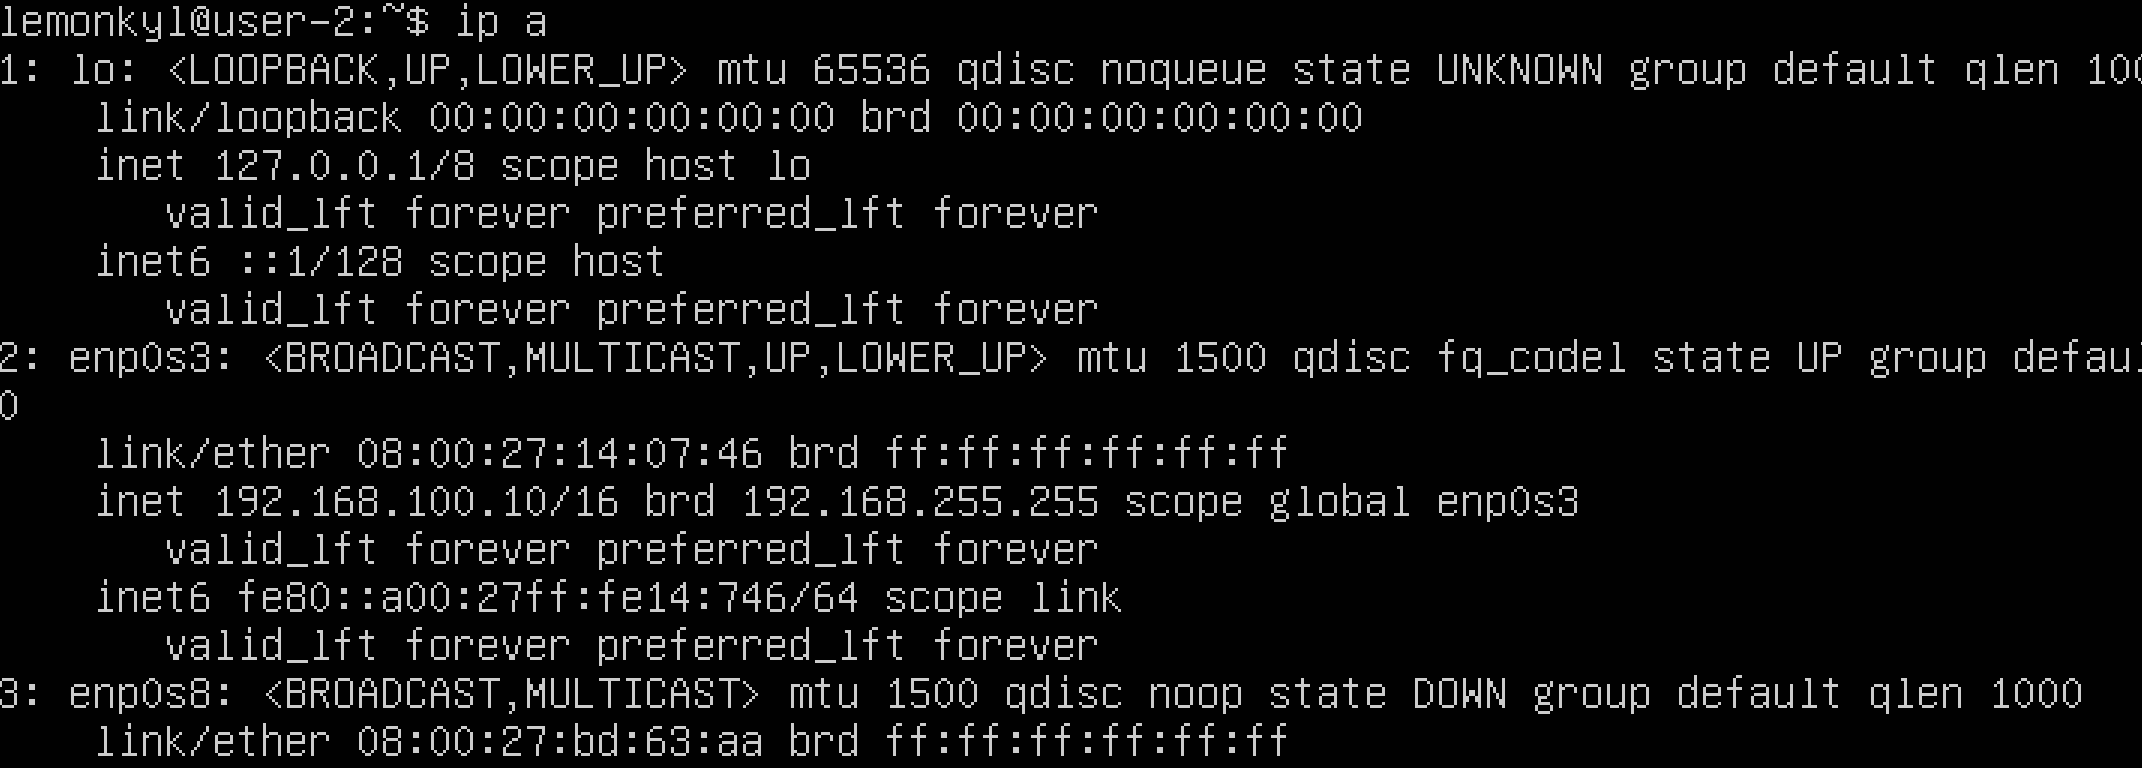 lemonkyl@user-2:~$ ip a
1: lo: <LOOPBACK,UP,LOWER_UP> mtu 65536 qdisc noqueue state UNKNOWN group default qlen 100
link/loopback 00:00:00:00:00:00 brd 00:00:00:00:00:00
inet 127.0.0.1/8 scope host lo
valid_lft forever preferred_lft forever
inet6 ::1/128 scope host
valid_lft forever preferred_lft forever
2: enp0s3: <BROADCAST,MULTICAST,UP,LOWER_UP> mtu 1500 qdisc fq_codel state UP group defaul
0
link/ether 08:00:27:14:07:46 brd ff:ff:ff:ff:ff:ff
inet 192.168.100.10/16 brd 192.168.255.255 scope global enp0s3
valid_lft forever preferred_lft forever
inet6 fe80::a00:27ff:fe14:746/64 scope link
valid_lft forever preferred_lft forever
3: enp0s8: <BROADCAST,MULTICAST> mtu 1500 qdisc noop state DOWN group default qlen 1000
link/ether 08:00:27:bd:63:aa brd ff:ff:ff:ff:ff:ff